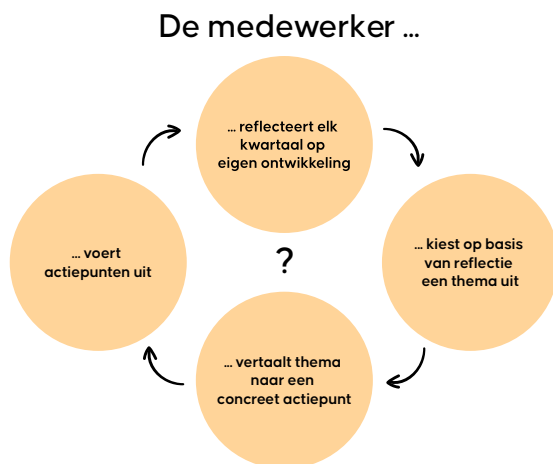 De medewerker ...
... reflecteert elk
kwartaal op
eigen ontwikkeling
... kiest op basis
van reflectie
een thema uit
... vertaalt thema
naar een
concreet actiepunt
... voert
actiepunten uit
?